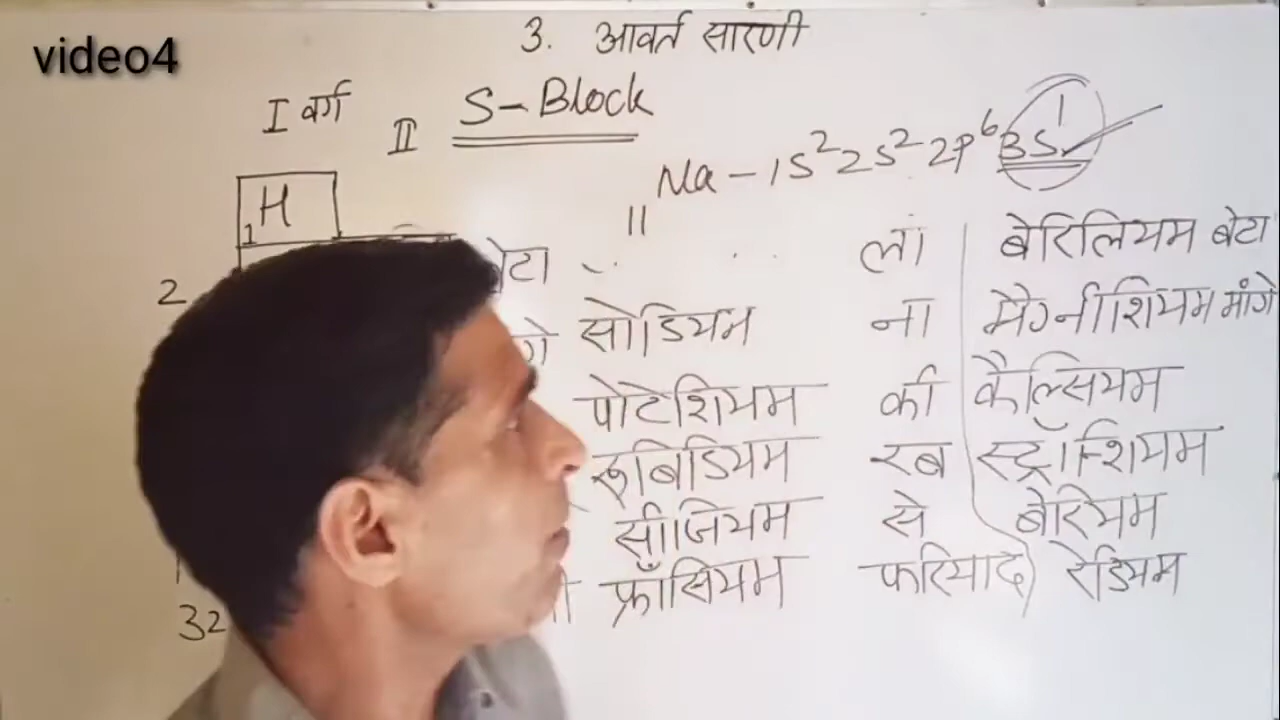 video4
3. आवर्त सारणी
I वर्ग II S-Block
Na - 1S² 2S² 2P⁶ 3S¹
1H
"
2 बेटा ला बेरिलियम बेटा
सोडियम ना मैग्नीशियम मांगे
पोटेशियम की कैल्सियम
रूबिडियम रब स्ट्रॉन्शियम
सीजियम से बेरियम
32 फ्रांसियम फरियाद रेडियम